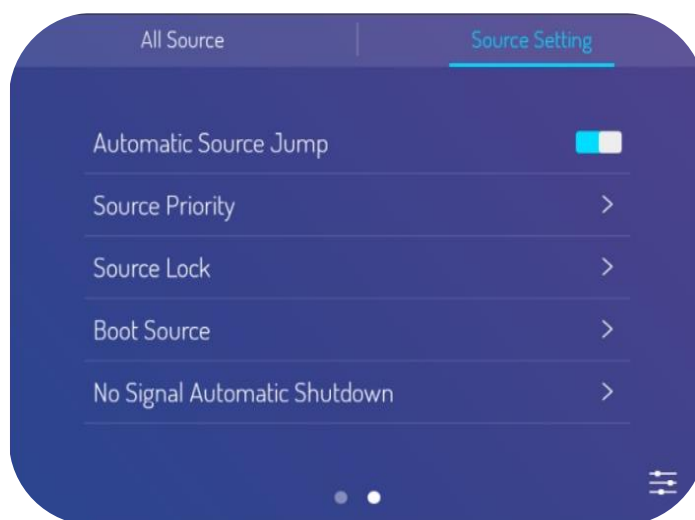 All Source
Source Setting
Automatic Source Jump
Source Priority
Source Lock
Boot Source
No Signal Automatic Shutdown